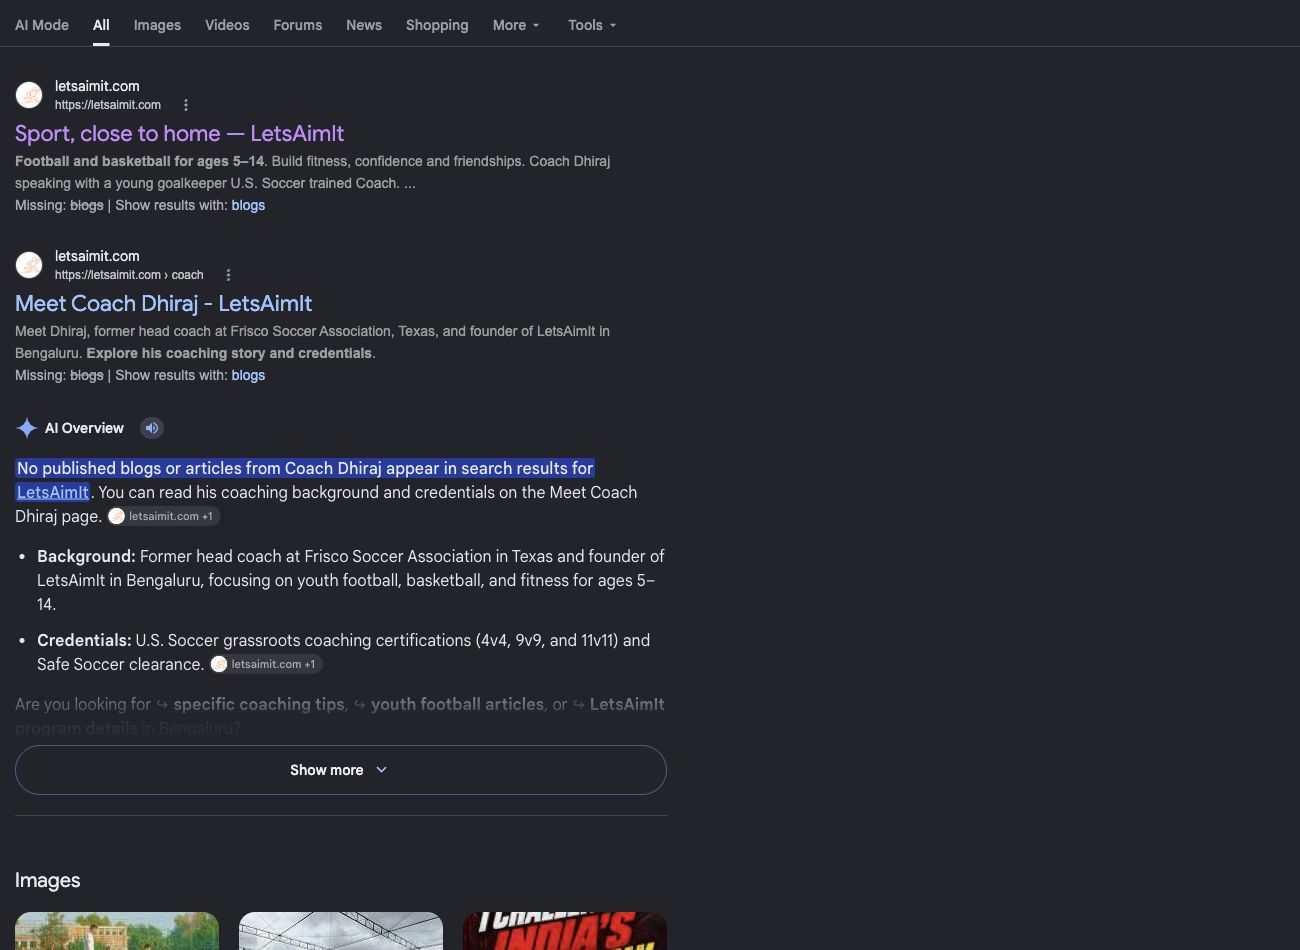 AI Mode All Images Videos Forums News Shopping More Tools
letsaimit.com
https://letsaimit.com
Sport, close to home — LetsAimIt
Football and basketball for ages 5–14. Build fitness, confidence and friendships. Coach Dhiraj
speaking with a young goalkeeper U.S. Soccer trained Coach. ...
Missing: blogs | Show results with: blogs
letsaimit.com
https://letsaimit.com › coach
Meet Coach Dhiraj - LetsAimIt
Meet Dhiraj, former head coach at Frisco Soccer Association, Texas, and founder of LetsAimIt in
Bengaluru. Explore his coaching story and credentials.
Missing: blogs | Show results with: blogs
AI Overview
No published blogs or articles from Coach Dhiraj appear in search results for
LetsAimIt. You can read his coaching background and credentials on the Meet Coach
Dhiraj page. letsaimit.com +1
• Background: Former head coach at Frisco Soccer Association in Texas and founder of
LetsAimIt in Bengaluru, focusing on youth football, basketball, and fitness for ages 5–
14.
• Credentials: U.S. Soccer grassroots coaching certifications (4v4, 9v9, and 11v11) and
Safe Soccer clearance. letsaimit.com +1
Are you looking for ↪ specific coaching tips, ↪ youth football articles, or ↪ LetsAimIt
program details in Bengaluru?
Show more
Images
INDIA'S